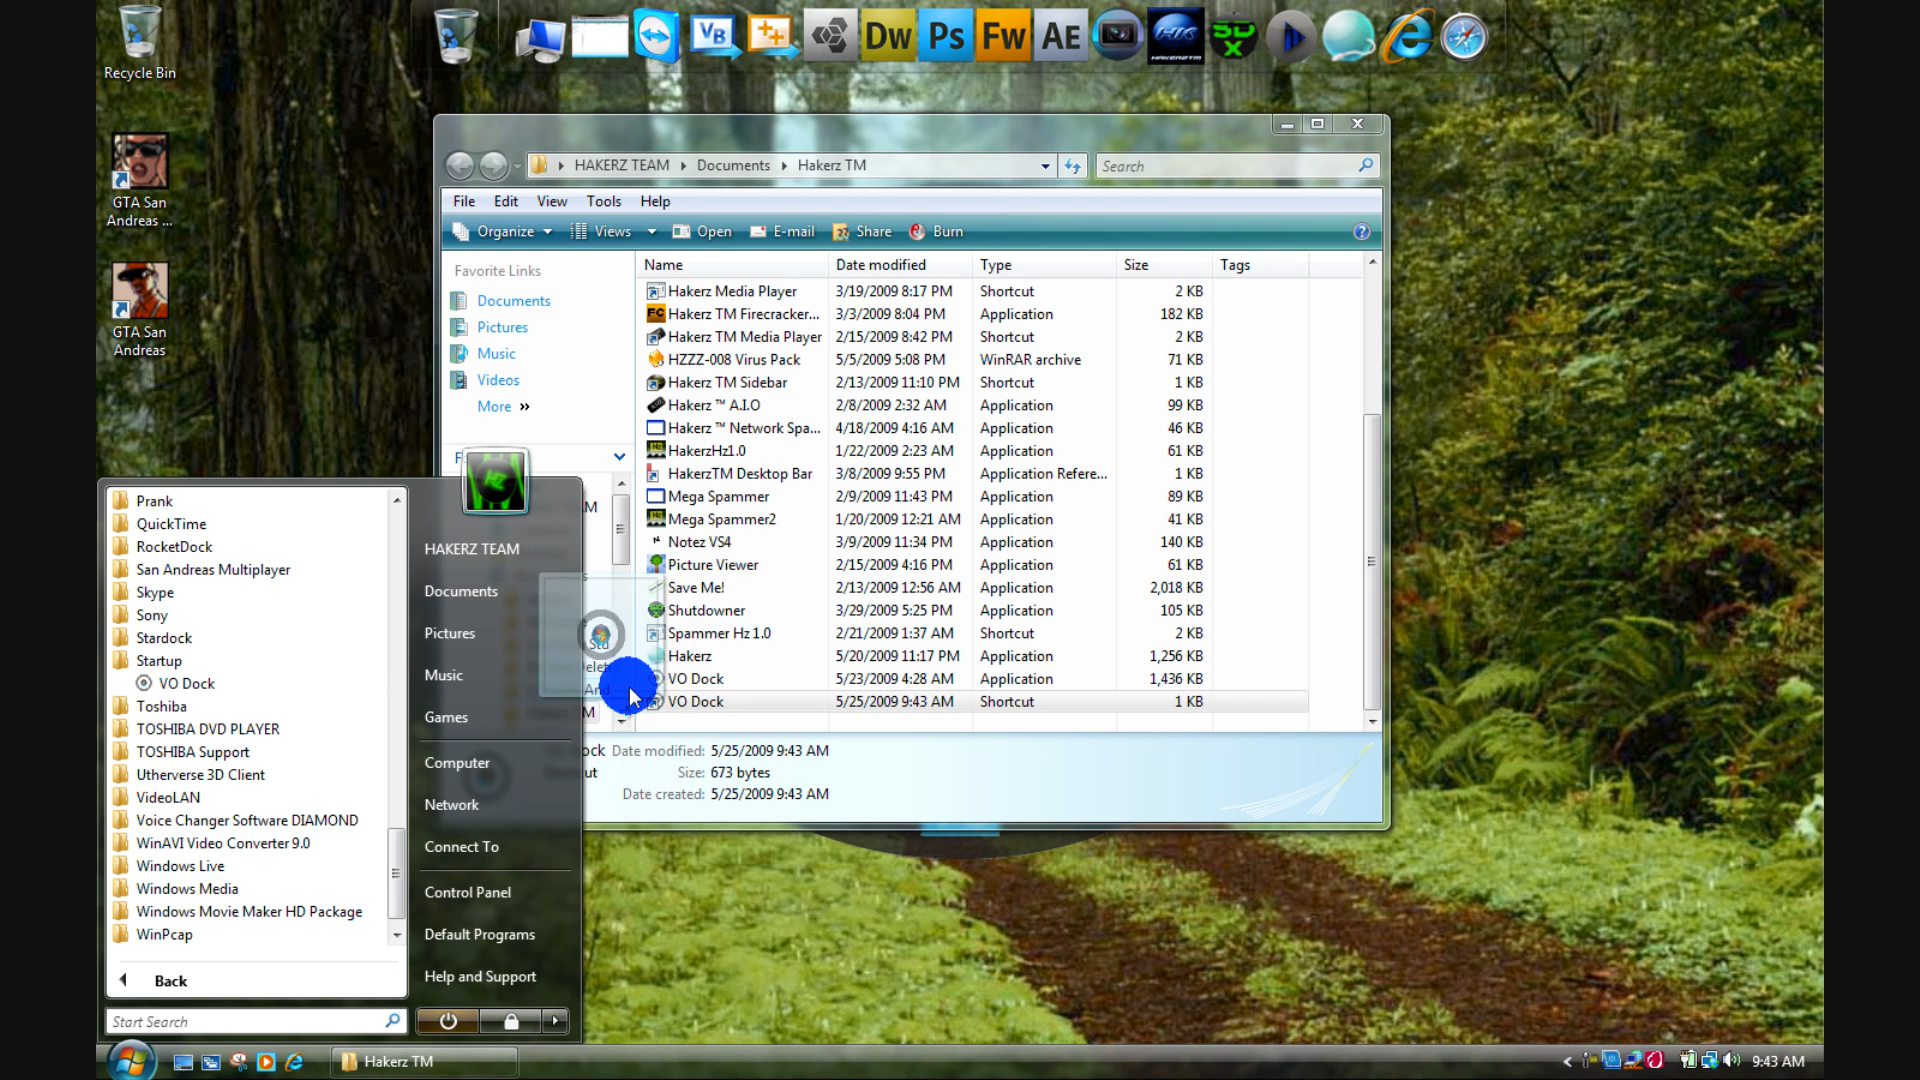 Recycle Bin
GTA San
Andreas ...
GTA San
Andreas
VB
Dw
Ps
Fw
AE
HAKERZ TEAM
Documents
Hakerz TM
Search
File
Edit
View
Tools
Help
Organize
Views
Open
E-mail
Share
Burn
Favorite Links
Documents
Pictures
Music
Videos
More »
Name Date modified Type Size Tags
Hakerz Media Player 3/19/2009 8:17 PM Shortcut 2 KB
Hakerz TM Firecracker... 3/3/2009 8:04 PM Application 182 KB
Hakerz TM Media Player 2/15/2009 8:42 PM Shortcut 2 KB
HZZZ-008 Virus Pack 5/5/2009 5:08 PM WinRAR archive 71 KB
Hakerz TM Sidebar 2/13/2009 11:10 PM Shortcut 1 KB
Hakerz ™ A.I.O 2/8/2009 2:32 AM Application 99 KB
Hakerz ™ Network Spa... 4/18/2009 4:16 AM Application 46 KB
HakerzHz1.0 1/22/2009 2:23 AM Application 61 KB
HakerzTM Desktop Bar 3/8/2009 9:55 PM Application Refere... 1 KB
Mega Spammer 2/9/2009 11:43 PM Application 89 KB
Mega Spammer2 1/20/2009 12:21 AM Application 41 KB
Notez VS4 3/9/2009 11:34 PM Application 140 KB
Picture Viewer 2/15/2009 4:16 PM Application 61 KB
Save Me! 2/13/2009 12:56 AM Application 2,018 KB
Shutdowner 3/29/2009 5:25 PM Application 105 KB
Spammer Hz 1.0 2/21/2009 1:37 AM Shortcut 2 KB
Hakerz 5/20/2009 11:17 PM Application 1,256 KB
VO Dock 5/23/2009 4:28 AM Application 1,436 KB
VO Dock 5/25/2009 9:43 AM Shortcut 1 KB
ock Date modified: 5/25/2009 9:43 AM
ut Size: 673 bytes
Date created: 5/25/2009 9:43 AM
Prank
QuickTime
RocketDock
San Andreas Multiplayer
Skype
Sony
Stardock
Startup
VO Dock
Toshiba
TOSHIBA DVD PLAYER
TOSHIBA Support
Utherverse 3D Client
VideoLAN
Voice Changer Software DIAMOND
WinAVI Video Converter 9.0
Windows Live
Windows Media
Windows Movie Maker HD Package
WinPcap
Back
Start Search
HAKERZ TEAM
Documents
Pictures
Music
Games
Computer
Network
Connect To
Control Panel
Default Programs
Help and Support
Hakerz TM
9:43 AM